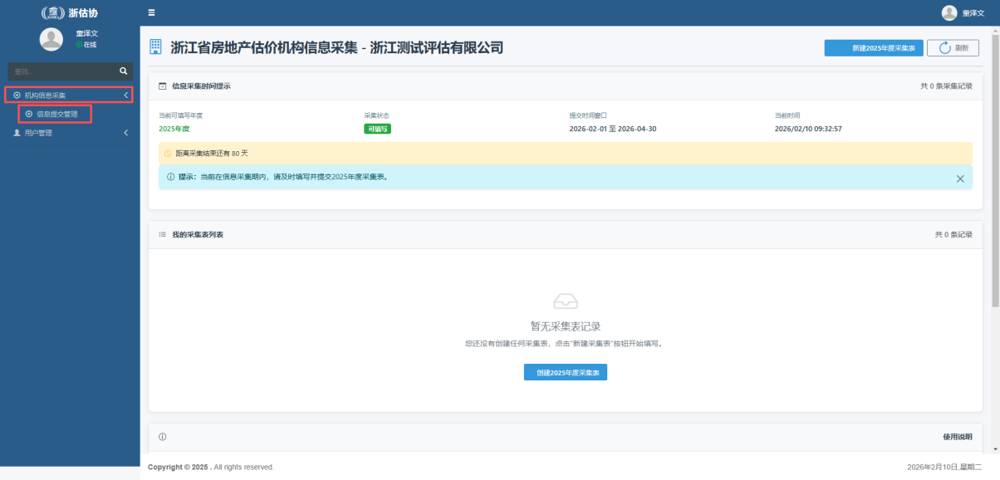 浙估协
童泽文
童泽文
在线
查找...
机构信息采集
信息提交管理
用户管理
浙江省房地产估价机构信息采集 - 浙江测试评估有限公司
新建2025年度采集表
刷新
信息采集时间提示
共 0 条采集记录
当前可填写年度
采集状态
提交时间窗口
当前时间
2025年度
可填写
2026-02-01 至 2026-04-30
2026/02/10 09:32:57
距离采集结束还有 80 天
提示：当前在信息采集期内，请及时填写并提交2025年度采集表。
我的采集表列表
共 0 条记录
暂无采集表记录
您还没有创建任何采集表，点击"新建采集表"按钮开始填写。
创建2025年度采集表
使用说明
Copyright © 2025 . All rights reserved.
2026年2月10日,星期二